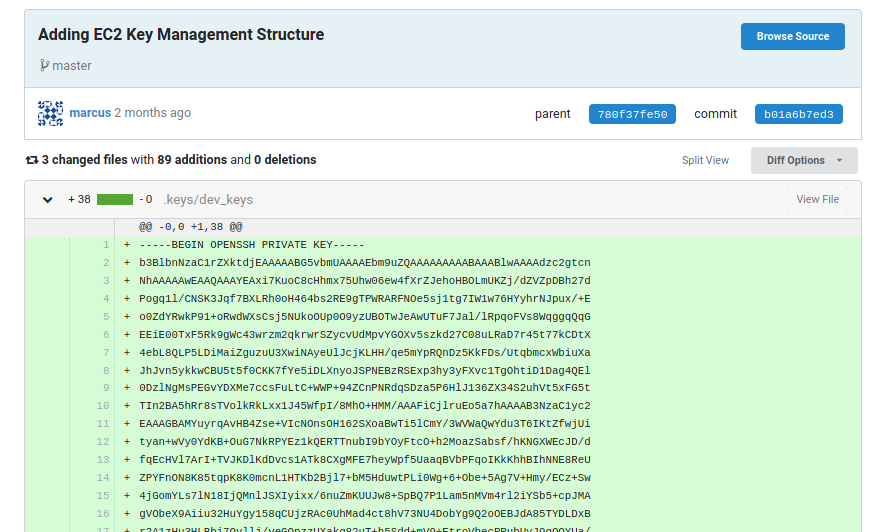 Adding EC2 Key Management Structure
Browse Source
master
marcus 2 months ago
parent 780f37fe50 commit b01a6b7ed3
3 changed files with 89 additions and 0 deletions
Split View
Diff Options
+ 38 - 0 .keys/dev_keys
View File
@@ -0,0 +1,38 @@
1 + -----BEGIN OPENSSH PRIVATE KEY-----
2 + b3BlbnNzaC1rZXktdjEAAAAABG5vbmUAAAAEbm9uZQAAAAAAAAABAAABlwAAAAdzc2gtcn
3 + NhAAAAAwEAAQAAAYEAxi7KuoC8cHhmx75Uhw06ew4fXrZJehoHBOLmUKZj/dZVZpDBh27d
4 + Pogq1l/CNSK3Jqf7BXLRh0oH464bs2RE9gTPWRARFNOe5sj1tg7IW1w76HYyhrNJpux/+E
5 + o0ZdYRwkP91+oRwdWXsCsj5NUkoOUp0O9yzUBOTwJeAwUTuF7Jal/lRpqoFVs8WqggqQqG
6 + EEiE00TxF5Rk9gWc43wrzm2qkrwrSZycvUdMpvYGOXv5szkd27C08uLRaD7r45t77kCDtX
7 + 4ebL8QLP5LDiMaiZguzuU3XwiNAyeUlJcjKLHH/qe5mYpRQnDz5KkFDs/UtqbmcxWbiuXa
8 + JhJvn5ykkwCBU5t5f0CKK7fYe5iDLXnyoJSPNEBzRSExp3hy3yFXvc1TgOhtiD1Dag4QEl
9 + 0DzlNgMsPEGvYDXMe7ccsFuLtC+WWP+94ZCnPNRdqSDza5P6HlJ136ZX34S2uhVt5xFG5t
10 + TIn2BA5hRr8sTVolkRkLxx1J45WfpI/8MhO+HMM/AAAFiCjlruEo5a7hAAAAB3NzaC1yc2
11 + EAAAGBAMYuyrqAvHB4Zse+VIcNOnsOH162SXoaBwTi5lCmY/3WVWaQwYdu3T6IKtZfwjUi
12 + tyan+wVy0YdKB+OuG7NkRPYEz1kQERTTnubI9bYOyFtcO+h2MoazSabsf/hKNGXWEcJD/d
13 + fqEcHVl7ArI+TVJKDlKdDvcs1ATk8CXgMFE7heyWpf5UaaqBVbPFqoIKkKhhBIhNNE8ReU
14 + ZPYFnON8K85tqpK8K0mcnL1HTKb2Bjl7+bM5HduwtPLi0Wg+6+Obe+5Ag7V+Hmy/ECz+Sw
15 + 4jGomYLs7lN18IjQMnlJSXIyixx/6nuZmKUUJw8+SpBQ7P1Lam5nMVm4rl2iYSb5+cpJMA
16 + gVObeX9Aiiu32HuYgy158qCUjzRAc0UhMad4ct8hV73NU4DobYg9Q2oOEBJdA85TYDLDxB